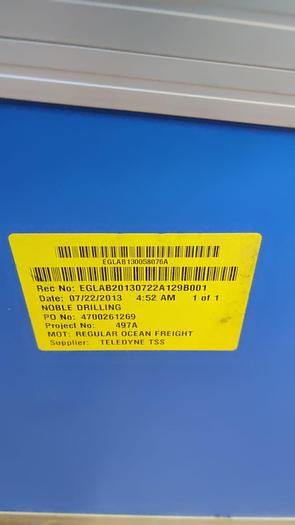 EGLAB130058076A
Rec No: EGLAB20130722A129B001
Date: 07/22/2013 4:52 AM 1 of 1
NOBLE DRILLING
PO No: 4700261269
Project No: 497A
MOT: REGULAR OCEAN FREIGHT
Supplier: TELEDYNE TSS